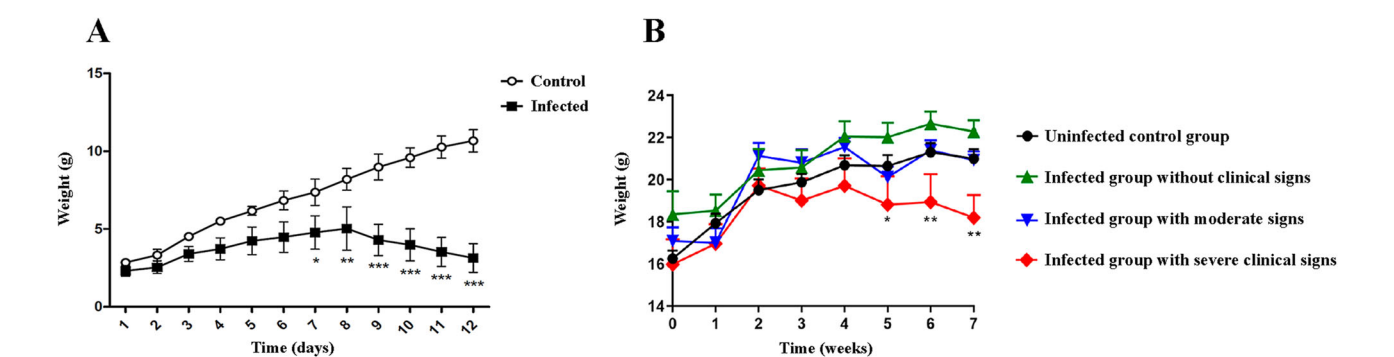 A
Weight (g)
15
10
5
0
Control
Infected
*
**
***
***
***
***
1 2 3 4 5 6 7 8 9 10 11 12
Time (days)
B
Weight (g)
24
22
20
18
16
14
*
**
**
0 1 2 3 4 5 6 7
Time (weeks)
Uninfected control group
Infected group without clinical signs
Infected group with moderate signs
Infected group with severe clinical signs